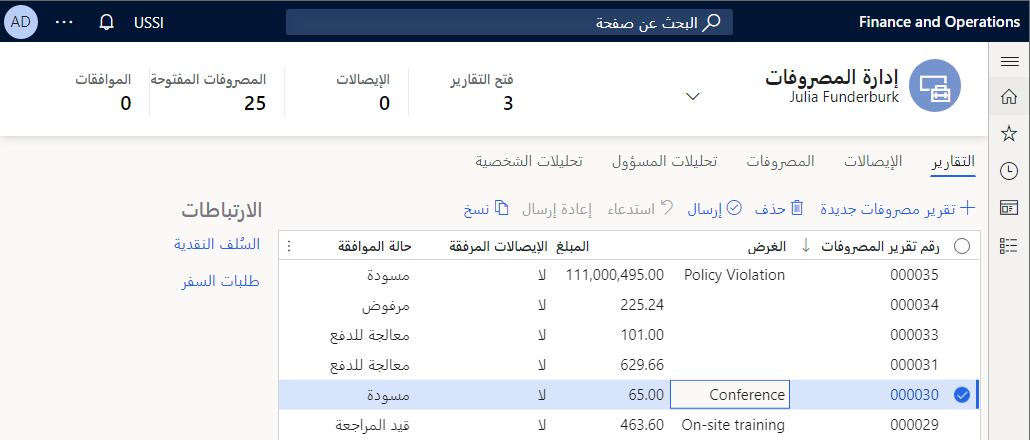 Finance and Operations
البحث عن صفحة
USSI
AD
إدارة المصروفات
Julia Funderburk
فتح التقارير
3
الإيصالات
0
المصروفات المفتوحة
25
الموافقات
0
التقارير
الإيصالات
المصروفات
تحليلات المسؤول
تحليلات الشخصية
تقرير مصروفات جديدة
حذف
إرسال
استدعاء
إعادة إرسال
نسخ
رقم تقرير المصروفات الغرض المبلغ الإيصالات المرفقة حالة الموافقة
000035 Policy Violation 111,000,495.00 لا مسودة
000034 225.24 لا مرفوض
000033 101.00 لا معالجة للدفع
000031 629.66 لا معالجة للدفع
000030 Conference 65.00 لا مسودة
000029 On-site training 463.60 لا قيد المراجعة
الارتباطات
السُلف النقدية
طلبات السفر